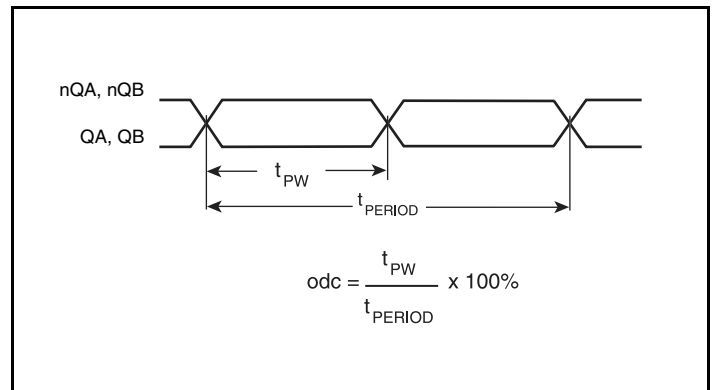 nQA, nQB
QA, QB
tPW
tPERIOD
odc = tPW / tPERIOD x 100%